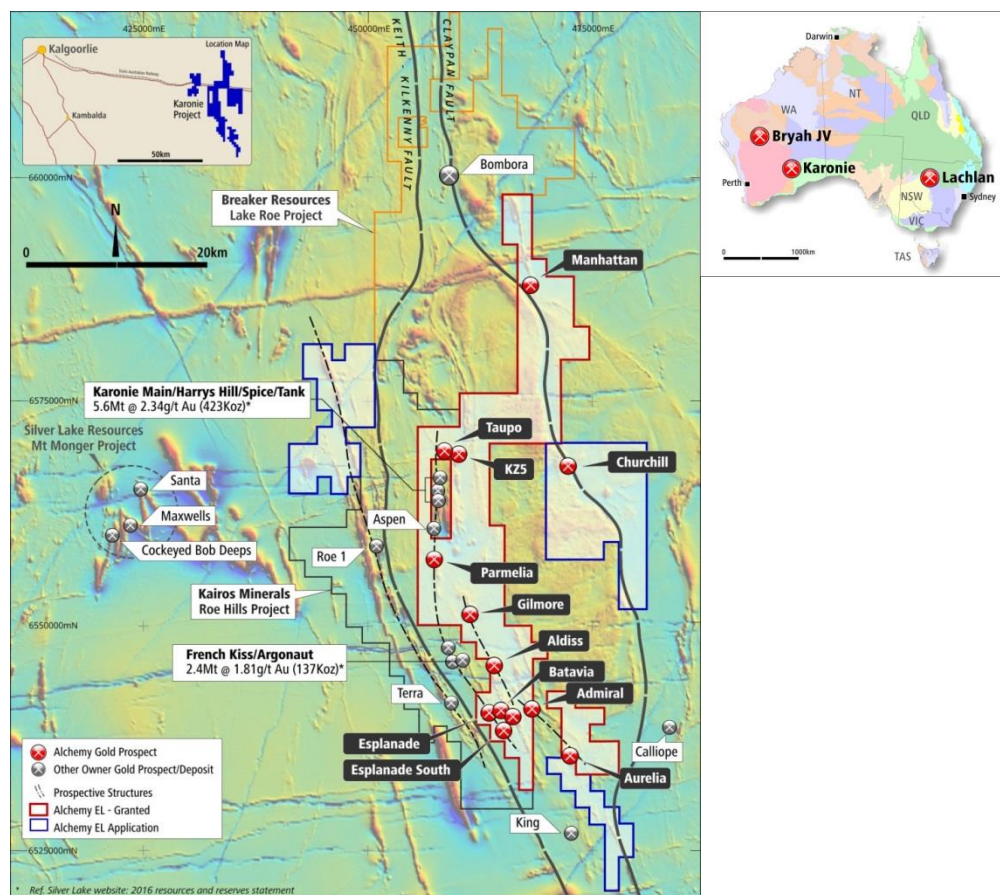 425000mE
450000mE
475000mE
Kalgoorlie
Location Map
Trans Australian Railway
Karonie
Project
Kambalda
50km
KEITH - KILKENNY FAULT
CLAYPAN FAULT
Bombora
660000mN
Breaker Resources
Lake Roe Project
N
0
20km
Manhattan
Karonie Main/Harrys Hill/Spice/Tank
5.6Mt @ 2.34g/t Au (423Koz)*
6575000mN
Silver Lake Resources
Mt Monger Project
Taupo
KZ5
Churchill
Santa
Maxwells
Aspen
Cockeyed Bob Deeps
Roe 1
Parmelia
Kairos Minerals
Roe Hills Project
Gilmore
6550000mN
Aldiss
French Kiss/Argonaut
2.4Mt @ 1.81g/t Au (137Koz)*
Batavia
Terra
Admiral
Esplanade
Calliope
Esplanade South
Aurelia
King
Alchemy Gold Prospect
Other Owner Gold Prospect/Deposit
Prospective Structures
Alchemy EL - Granted
Alchemy EL Application
6525000mN
* Ref. Silver Lake website: 2016 resources and reserves statement
Darwin
WA
NT
QLD
Bryah JV
Karonie
Lachlan
Perth
NSW
Sydney
VIC
TAS
0
1000km